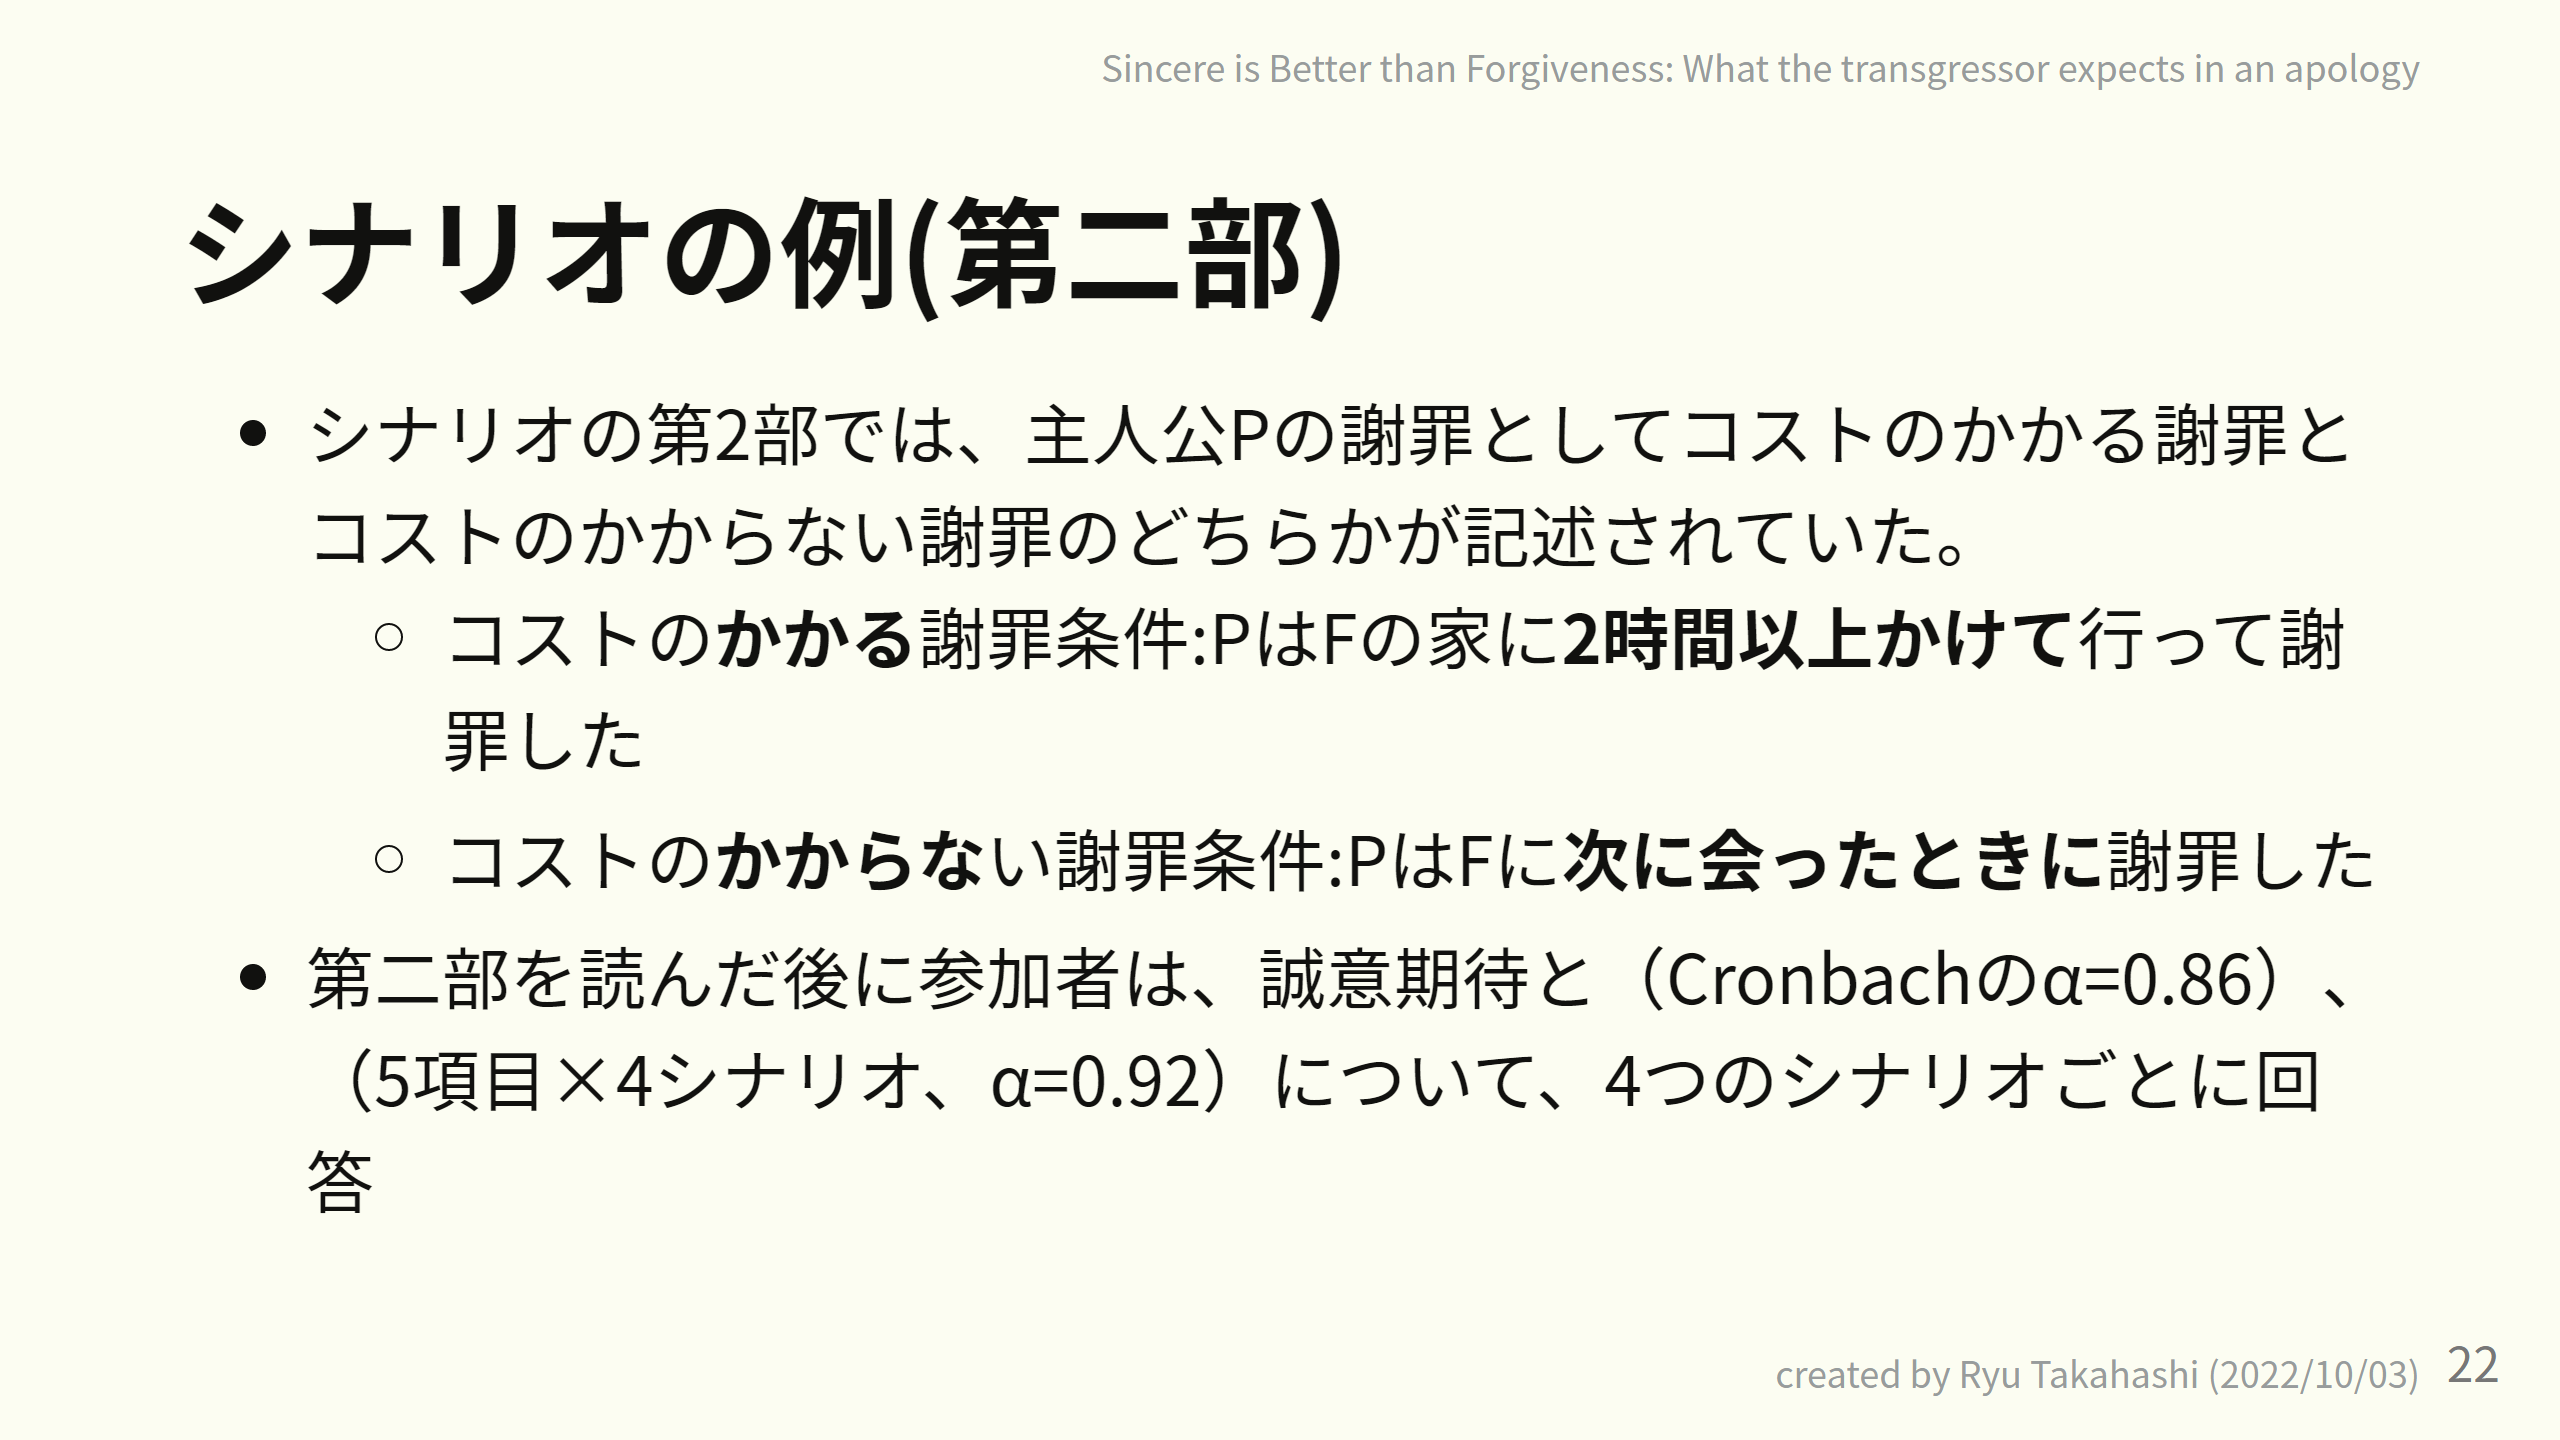 Sincere is Better than Forgiveness: What the transgressor expects in an apology
シナリオの例(第二部)
シナリオの第2部では、主人公Pの謝罪としてコストのかかる謝罪と
コストのかからない謝罪のどちらかが記述されていた。
コストのかかる謝罪条件:PはFの家に2時間以上かけて行って謝
罪した
コストのかからない謝罪条件:PはFに次に会ったときに謝罪した
第二部を読んだ後に参加者は、誠意期待と（Cronbachのα=0.86）、
（5項目×4シナリオ、α=0.92）について、4つのシナリオごとに回
答
created by Ryu Takahashi (2022/10/03) 22